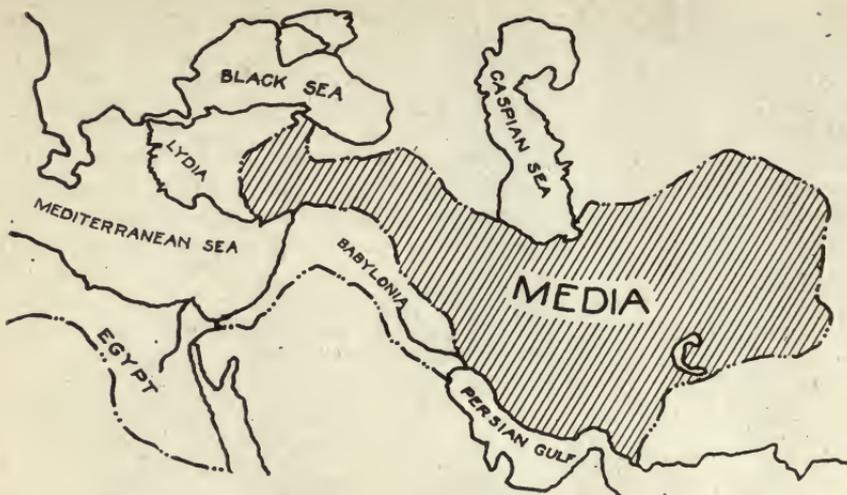 BLACK SEA
CASPIAN SEA
LYDIA
MEDITERRANEAN SEA
BABYLONIA
MEDIA
EGYPT
PERSIAN GULF